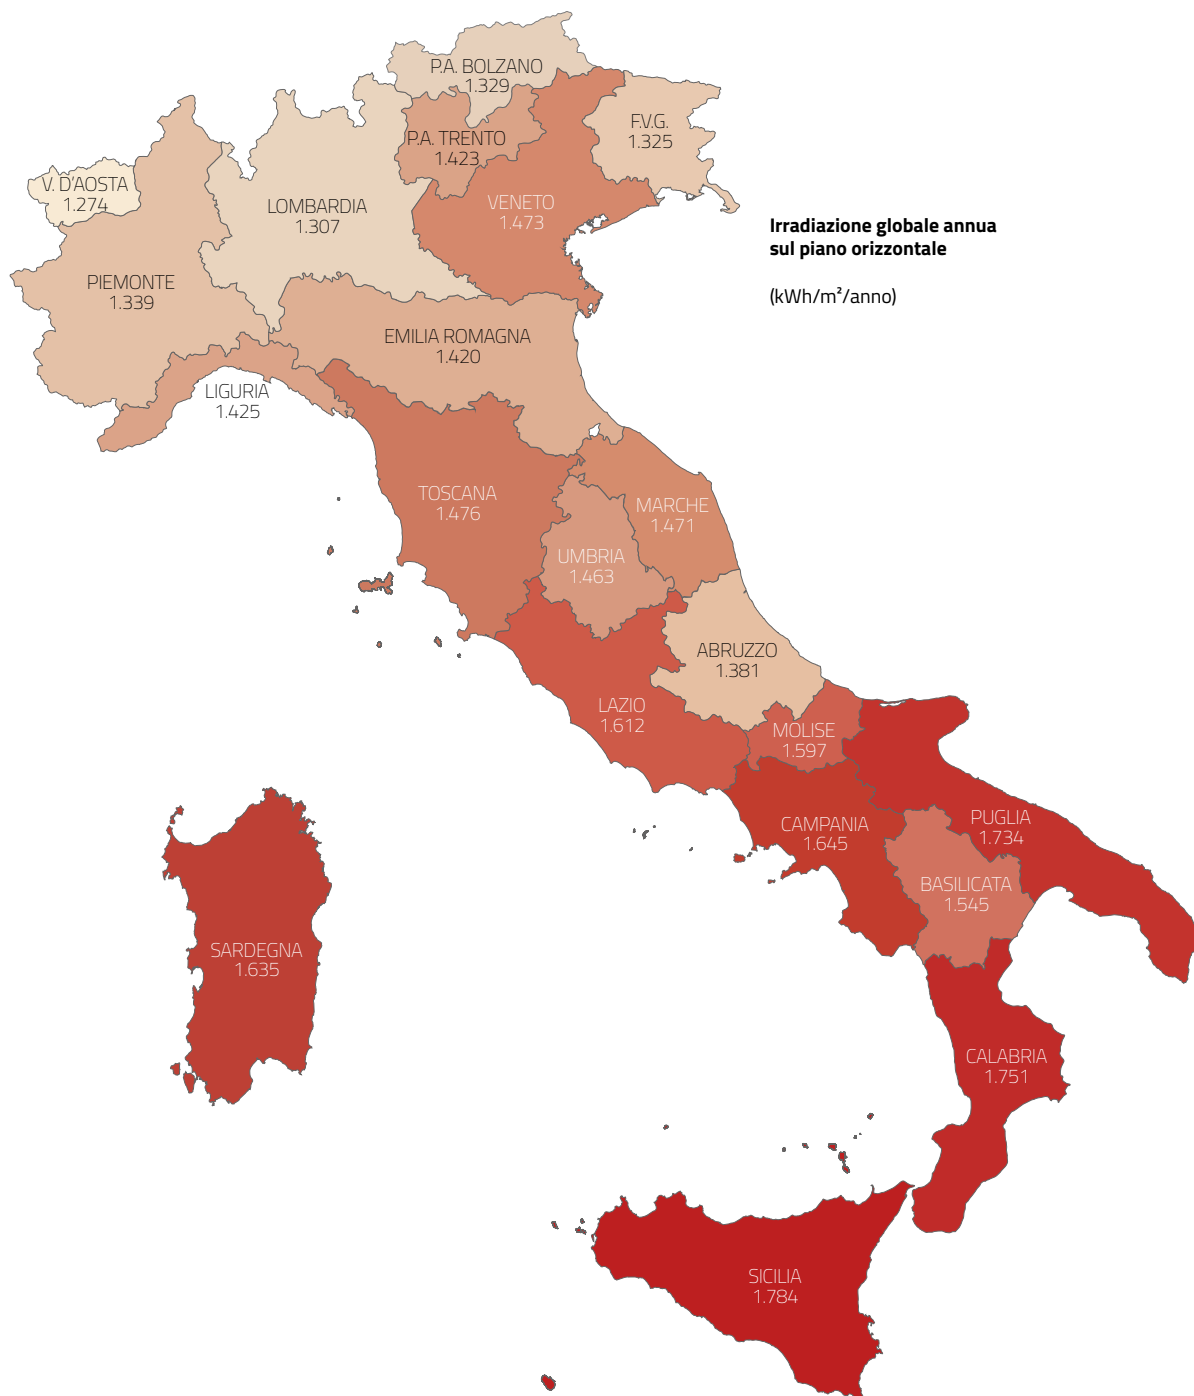 P.A. BOLZANO
1.329
F.V.G.
1.325
P.A. TRENTO
1.423
V. D'AOSTA
1.274
LOMBARDIA
1.307
VENETO
1.473
Irradiazione globale annua
sul piano orizzontale
(kWh/m²/anno)
PIEMONTE
1.339
EMILIA ROMAGNA
1.420
LIGURIA
1.425
TOSCANA
1.476
MARCHE
1.471
UMBRIA
1.463
ABRUZZO
1.381
LAZIO
1.612
MOLISE
1.597
CAMPANIA
1.645
PUGLIA
1.734
BASILICATA
1.545
SARDEGNA
1.635
CALABRIA
1.751
SICILIA
1.784